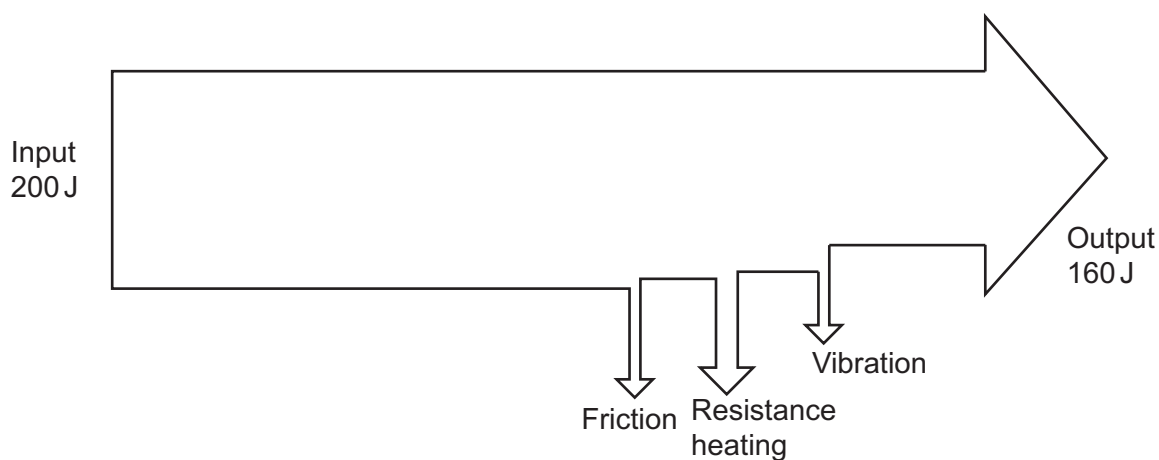 Input
200 J
Output
160 J
Vibration
Friction
Resistance
heating